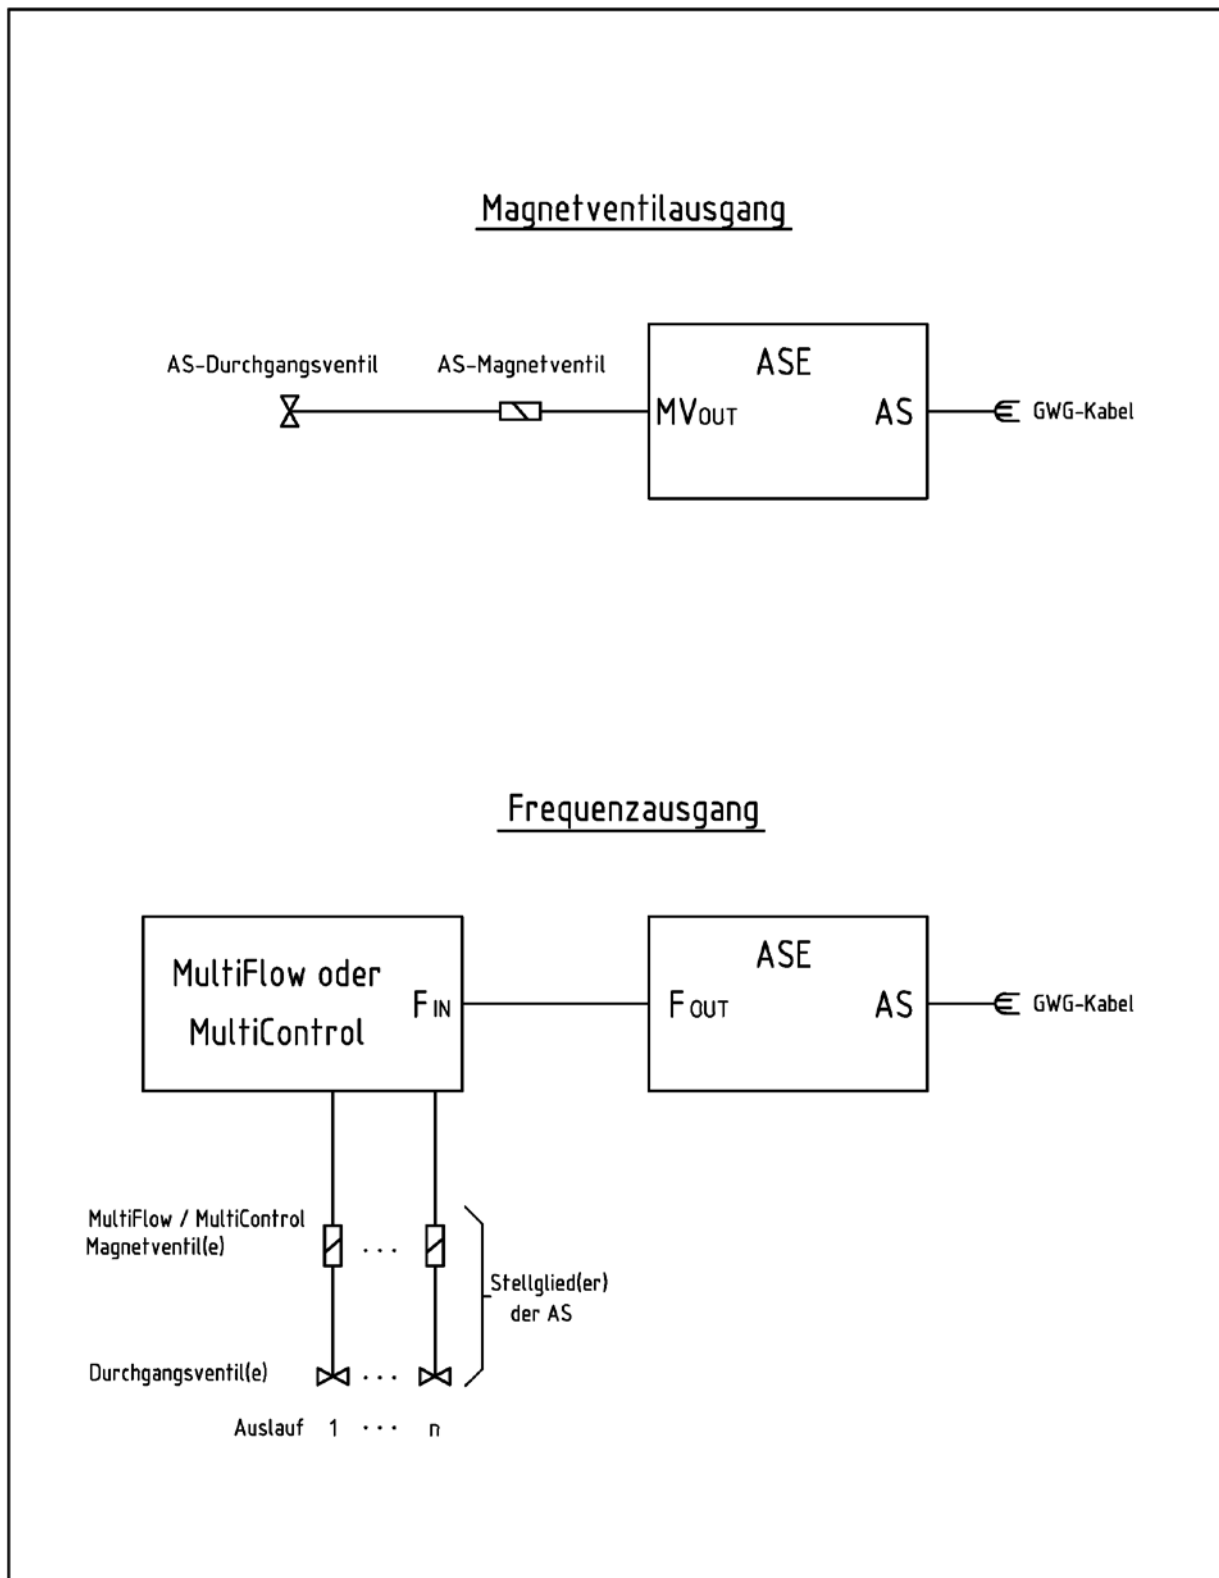 Magnetventilausgang
AS-Durchgangsventil
AS-Magnetventil
ASE
MVOUT
AS
GWG-Kabel
Frequenzausgang
MultiFlow oder
MultiControl
FIN
ASE
FOUT
AS
GWG-Kabel
MultiFlow / MultiControl
Magnetventil(e)
...
Stellglied(er)
der AS
Durchgangsventil(e)
...
Auslauf 1 ... n